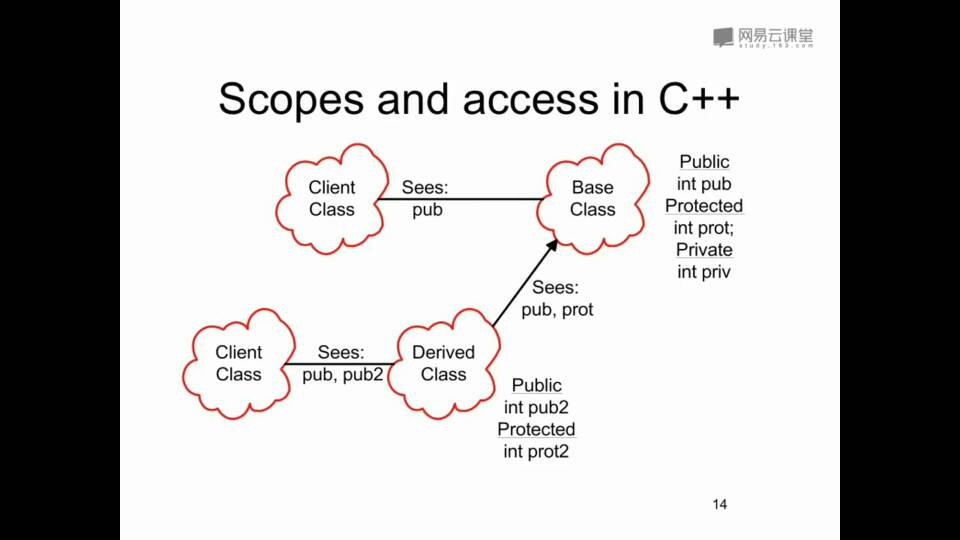 网易云课堂
study.163.com
Scopes and access in C++
Client
Class
Sees:
pub
Base
Class
Public
int pub
Protected
int prot;
Private
int priv
Sees:
pub, prot
Client
Class
Sees:
pub, pub2
Derived
Class
Public
int pub2
Protected
int prot2
14